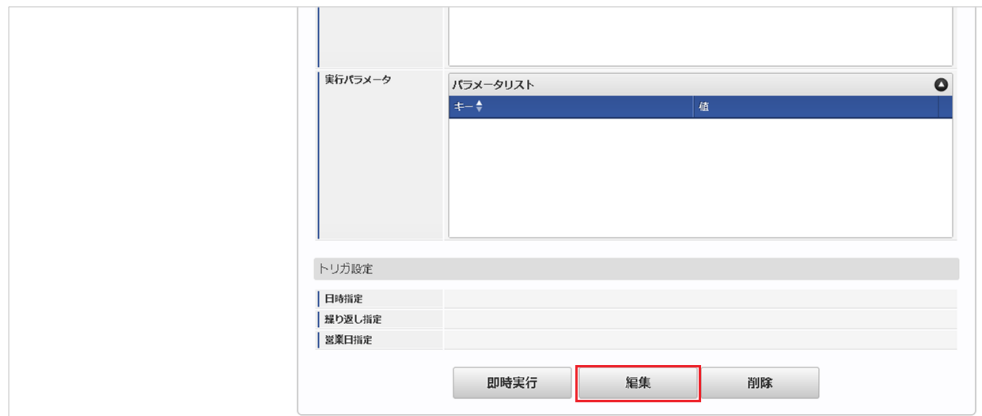 実行パラメータ
パラメータリスト
キー 値
トリガ設定
日時指定
繰り返し指定
営業日指定
即時実行 編集 削除